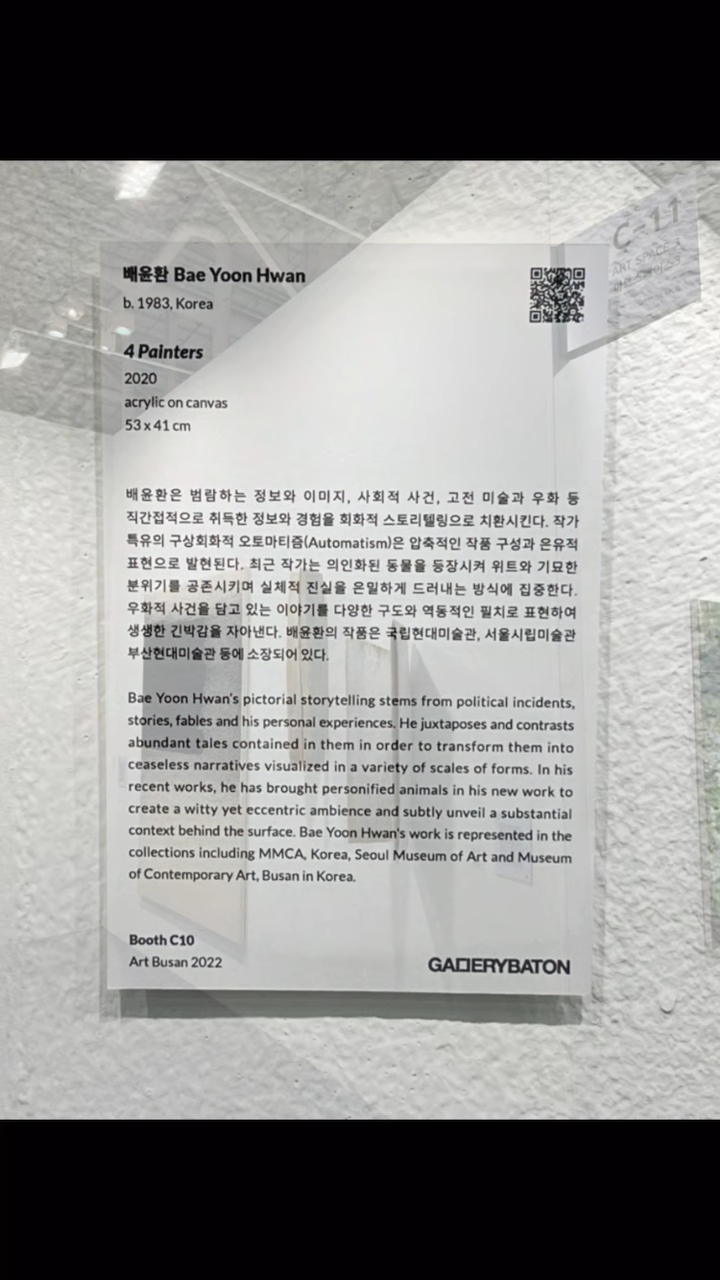 배윤환 Bae Yoon Hwan
b. 1983, Korea
4 Painters
2020
acrylic on canvas
53 x 41 cm
배윤환은 범람하는 정보와 이미지, 사회적 사건, 고전 미술과 우화 등
직간접적으로 취득한 정보와 경험을 회화적 스토리텔링으로 치환시킨다. 작가
특유의 구상회화적 오토마티즘(Automatism)은 압축적인 작품 구성과 은유적
표현으로 발현된다. 최근 작가는 의인화된 동물을 등장시켜 위트와 기묘한
분위기를 공존시키며 실체적 진실을 은밀하게 드러내는 방식에 집중한다.
우화적 사건을 담고 있는 이야기를 다양한 구도와 역동적인 필치로 표현하여
생생한 긴박감을 자아낸다. 배윤환의 작품은 국립현대미술관, 서울시립미술관
부산현대미술관 등에 소장되어 있다.
Bae Yoon Hwan's pictorial storytelling stems from political incidents,
stories, fables and his personal experiences. He juxtaposes and contrasts
abundant tales contained in them in order to transform them into
ceaseless narratives visualized in a variety of scales of forms. In his
recent works, he has brought personified animals in his new work to
create a witty yet eccentric ambience and subtly unveil a substantial
context behind the surface. Bae Yoon Hwan's work is represented in the
collections including MMCA, Korea, Seoul Museum of Art and Museum
of Contemporary Art, Busan in Korea.
Booth C10
Art Busan 2022
GALLERYBATON
C-11
ART SPACE